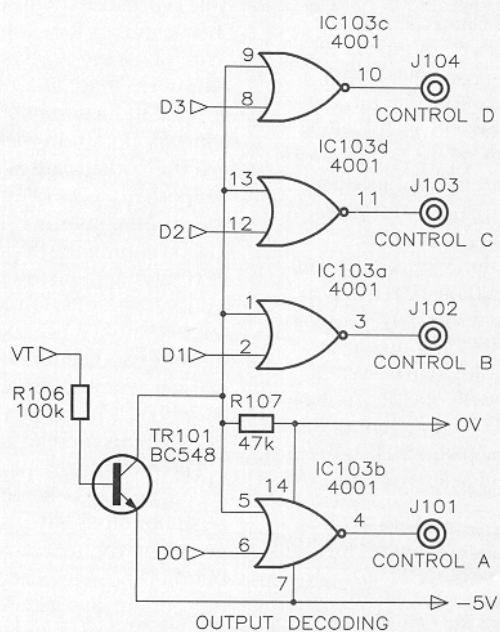 IC103c
4001
9
10
J104
D3
8
CONTROL D
IC103d
4001
13
11
J103
D2
12
CONTROL C
IC103a
4001
1
3
J102
VT
D1
2
CONTROL B
R106
100k
R107
47k
0V
TR101
BC548
IC103b
4001
14
5
4
J101
D0
6
CONTROL A
7
-5V
OUTPUT DECODING